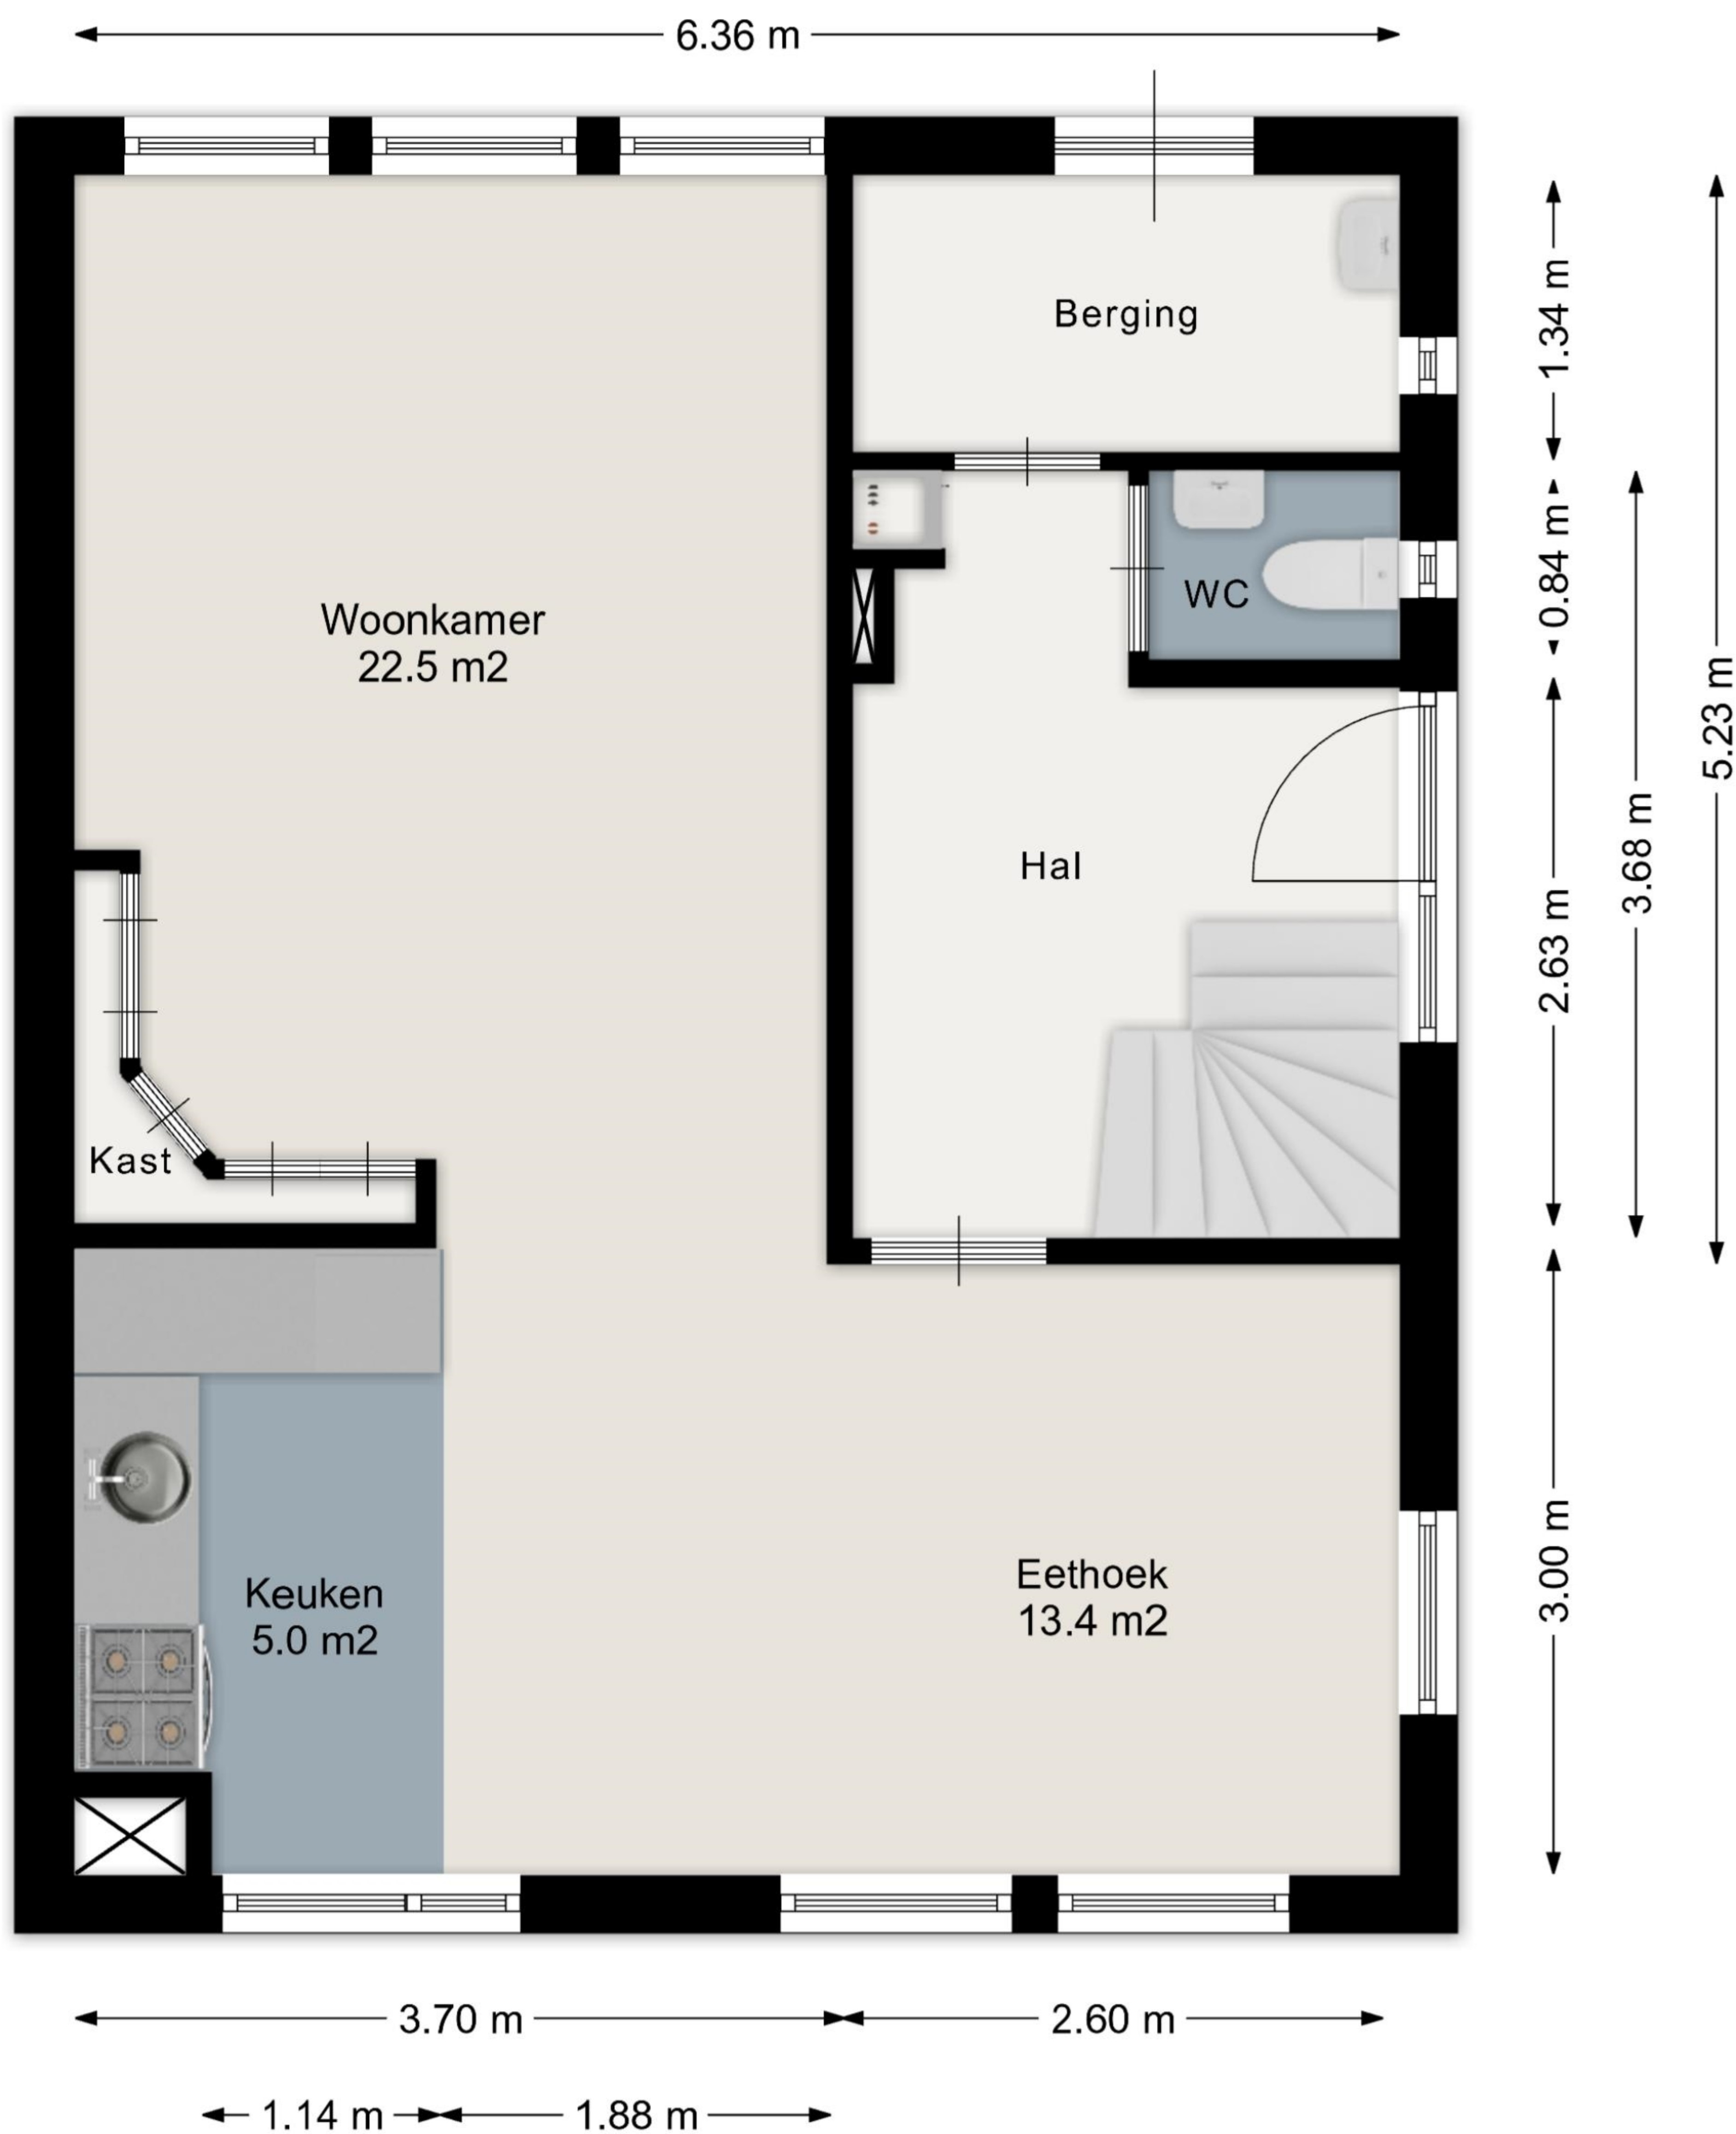 6.36 m
Berging
1.34 m
0.84 m
WC
Woonkamer
22.5 m2
5.23 m
3.68 m
Hal
2.63 m
Kast
Keuken
5.0 m2
Eethoek
13.4 m2
3.00 m
3.70 m
2.60 m
1.14 m
1.88 m